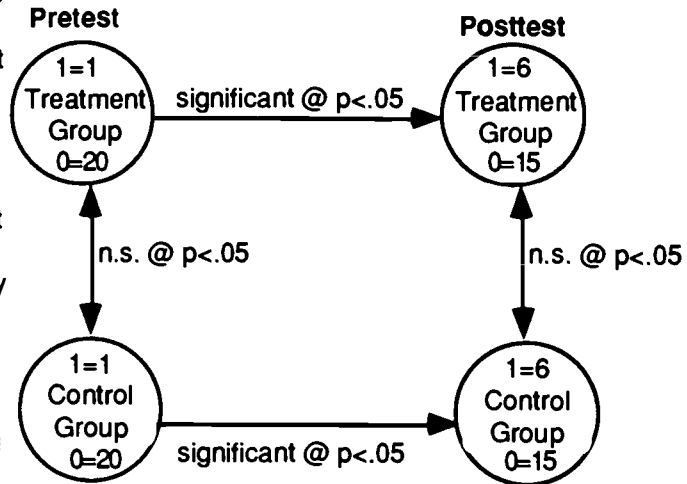 Pretest
Posttest
1=1
Treatment
Group
0=20
significant @ p<.05
1=6
Treatment
Group
0=15
n.s. @ p<.05
n.s. @ p<.05
1=1
Control
Group
0=20
significant @ p<.05
1=6
Control
Group
0=15